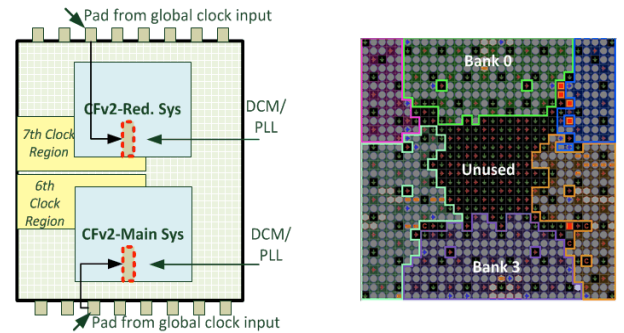 Pad from global clock input
CFv2-Red. Sys
DCM/
PLL
7th Clock
Region
6th
Clock
Region
CFv2-Main Sys
DCM/
PLL
Pad from global clock input
Bank 0
Unused
Bank 3